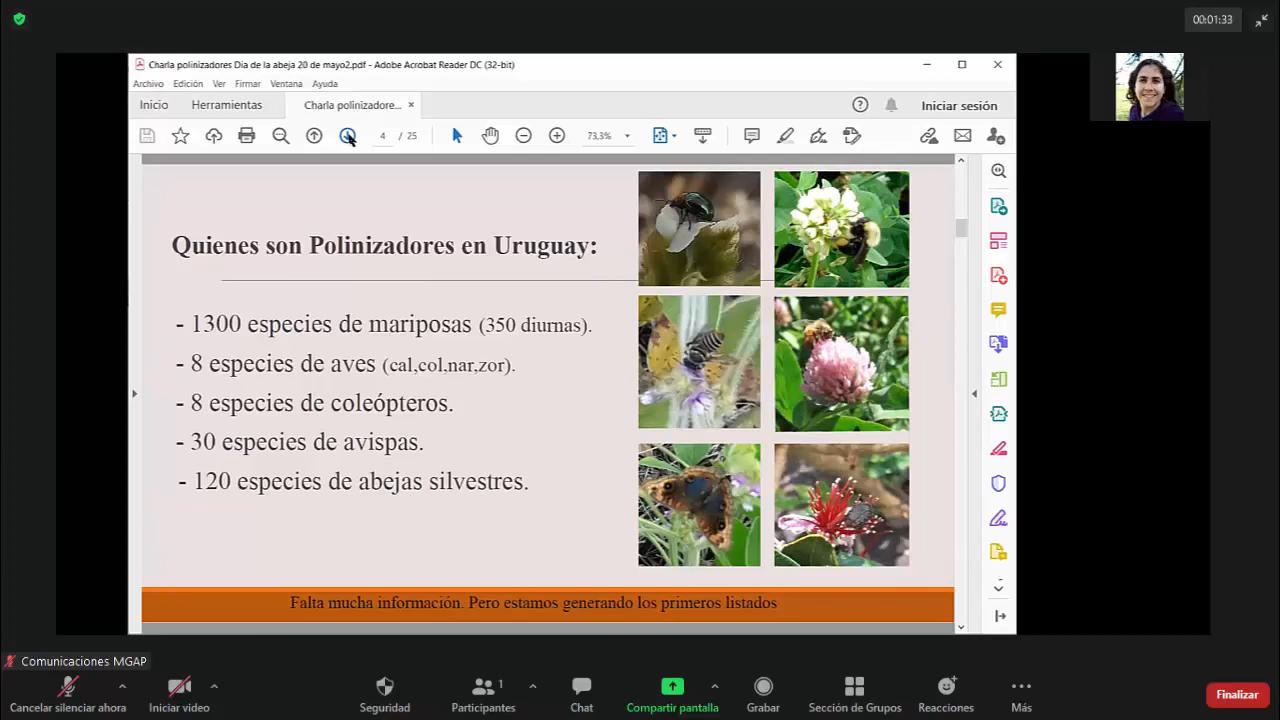 00:01:33
Charla polinizadores Día de la abeja 20 de mayo2.pdf - Adobe Acrobat Reader DC (32-bit)
Archivo Edición Ver Firmar Ventana Ayuda
Inicio Herramientas Charla polinizadore... × Iniciar sesión
4 / 25 73,3%
Quienes son Polinizadores en Uruguay:
- 1300 especies de mariposas (350 diurnas).
- 8 especies de aves (cal,col,nar,zor).
- 8 especies de coleópteros.
- 30 especies de avispas.
- 120 especies de abejas silvestres.
Falta mucha información. Pero estamos generando los primeros listados
Comunicaciones MGAP
1
Cancelar silenciar ahora Iniciar video Seguridad Participantes Chat Compartir pantalla Grabar Sección de Grupos Reacciones Más Finalizar